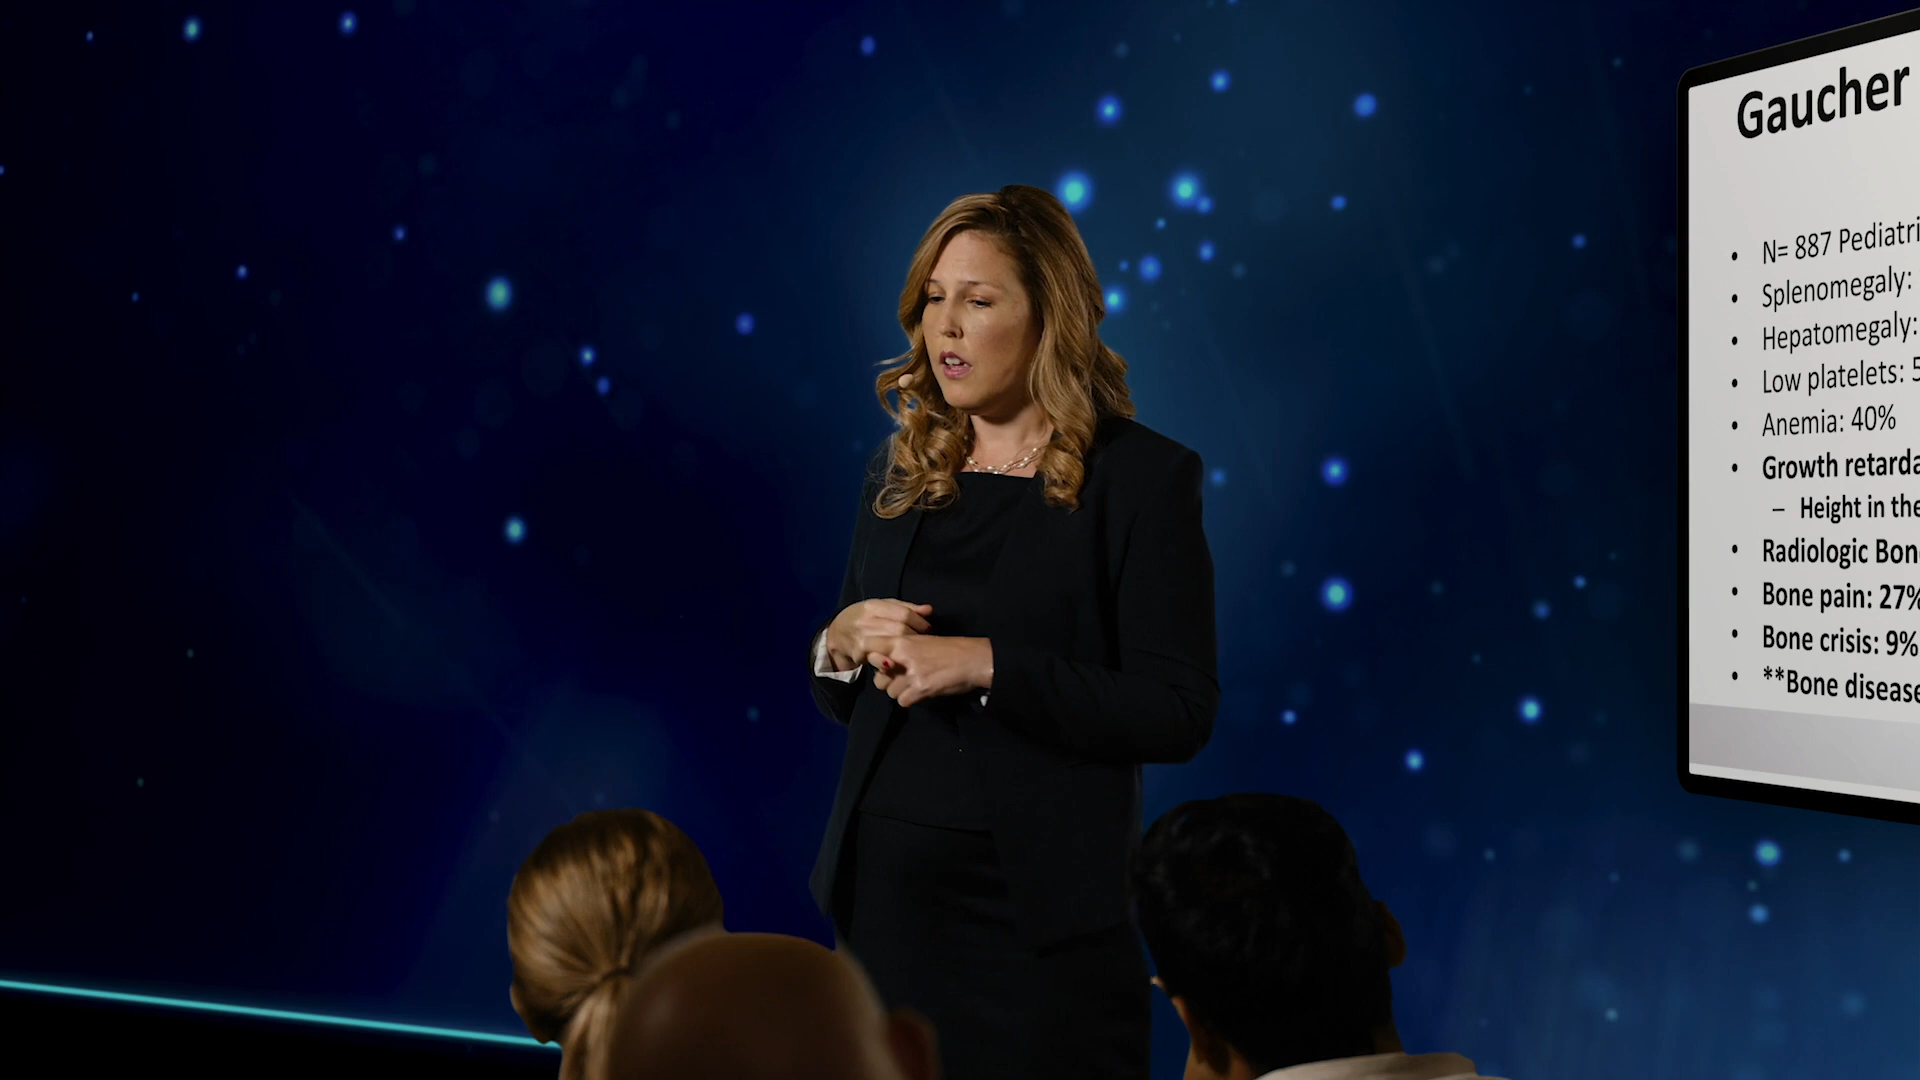 Gaucher
• N= 887 Pediatri
• Splenomegaly:
• Hepatomegaly:
• Low platelets: 5
• Anemia: 40%
• Growth retarda
– Height in the
• Radiologic Bon
• Bone pain: 27%
• Bone crisis: 9%
• **Bone disease